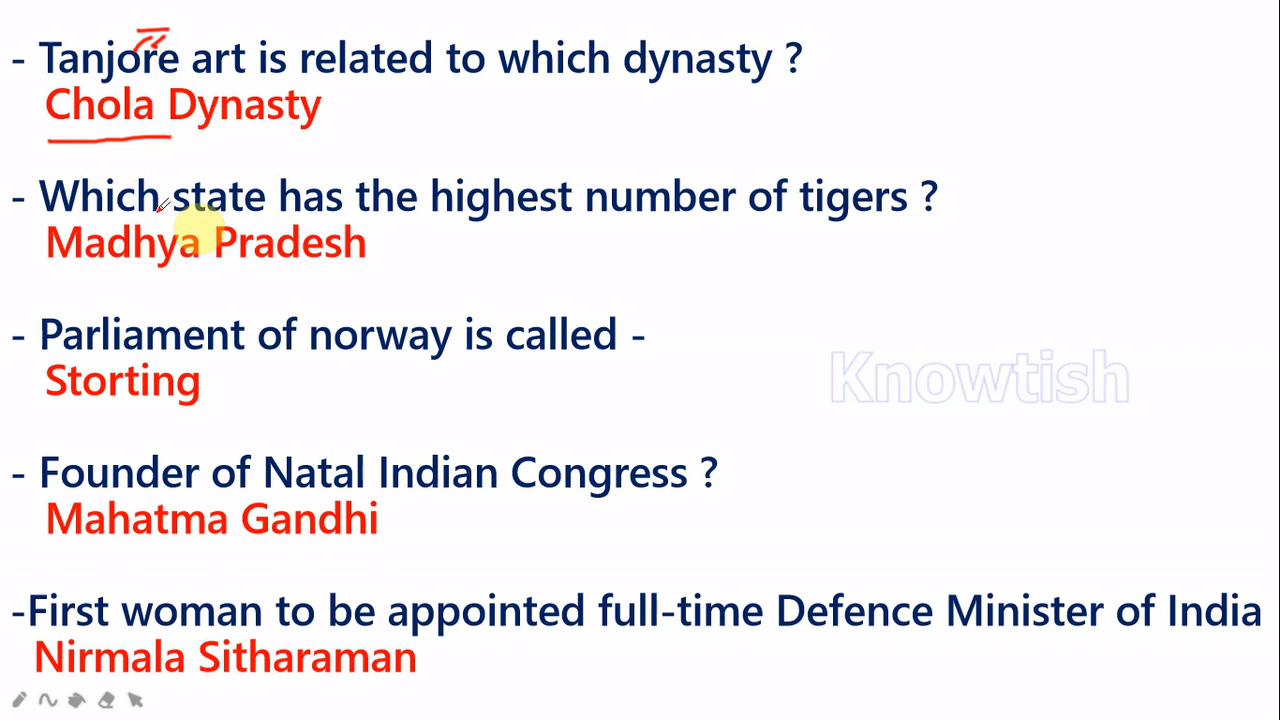 - Tanjore art is related to which dynasty ?
Chola Dynasty
- Which state has the highest number of tigers ?
Madhya Pradesh
- Parliament of norway is called -
Storting
Knowtish
- Founder of Natal Indian Congress ?
Mahatma Gandhi
-First woman to be appointed full-time Defence Minister of India
Nirmala Sitharaman